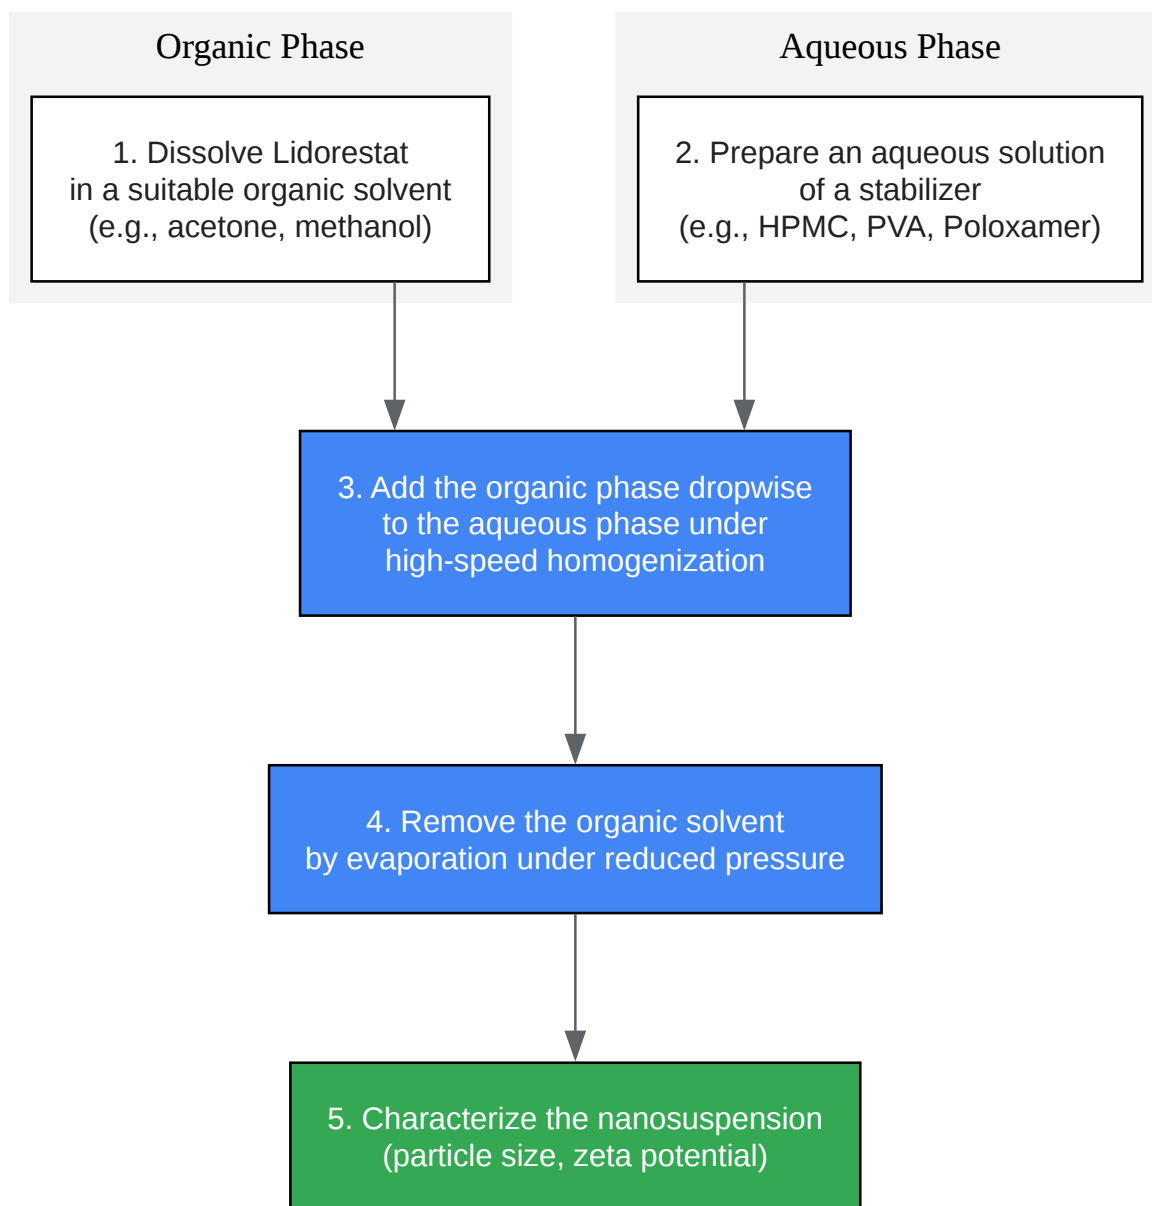 Organic Phase
1. Dissolve Lidorestat
in a suitable organic solvent
(e.g., acetone, methanol)
Aqueous Phase
2. Prepare an aqueous solution
of a stabilizer
(e.g., HPMC, PVA, Poloxamer)
3. Add the organic phase dropwise
to the aqueous phase under
high-speed homogenization
4. Remove the organic solvent
by evaporation under reduced pressure
5. Characterize the nanosuspension
(particle size, zeta potential)